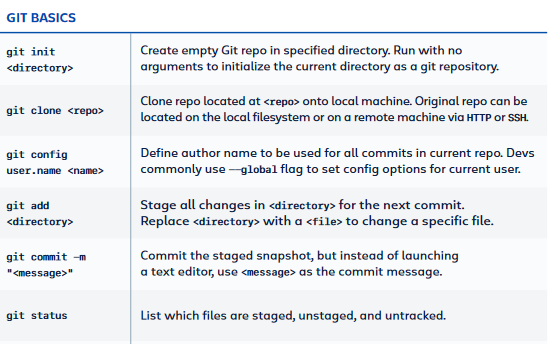 GIT BASICS
git init
<directory>
Create empty Git repo in specified directory. Run with no
arguments to initialize the current directory as a git repository.
git clone <repo>
Clone repo located at <repo> onto local machine. Original repo can be
located on the local filesystem or on a remote machine via HTTP or SSH.
git config
user.name <name>
Define author name to be used for all commits in current repo. Devs
commonly use --global flag to set config options for current user.
git add
<directory>
Stage all changes in <directory> for the next commit.
Replace <directory> with a <file> to change a specific file.
git commit -m
"<message>"
Commit the staged snapshot, but instead of launching
a text editor, use <message> as the commit message.
git status
List which files are staged, unstaged, and untracked.